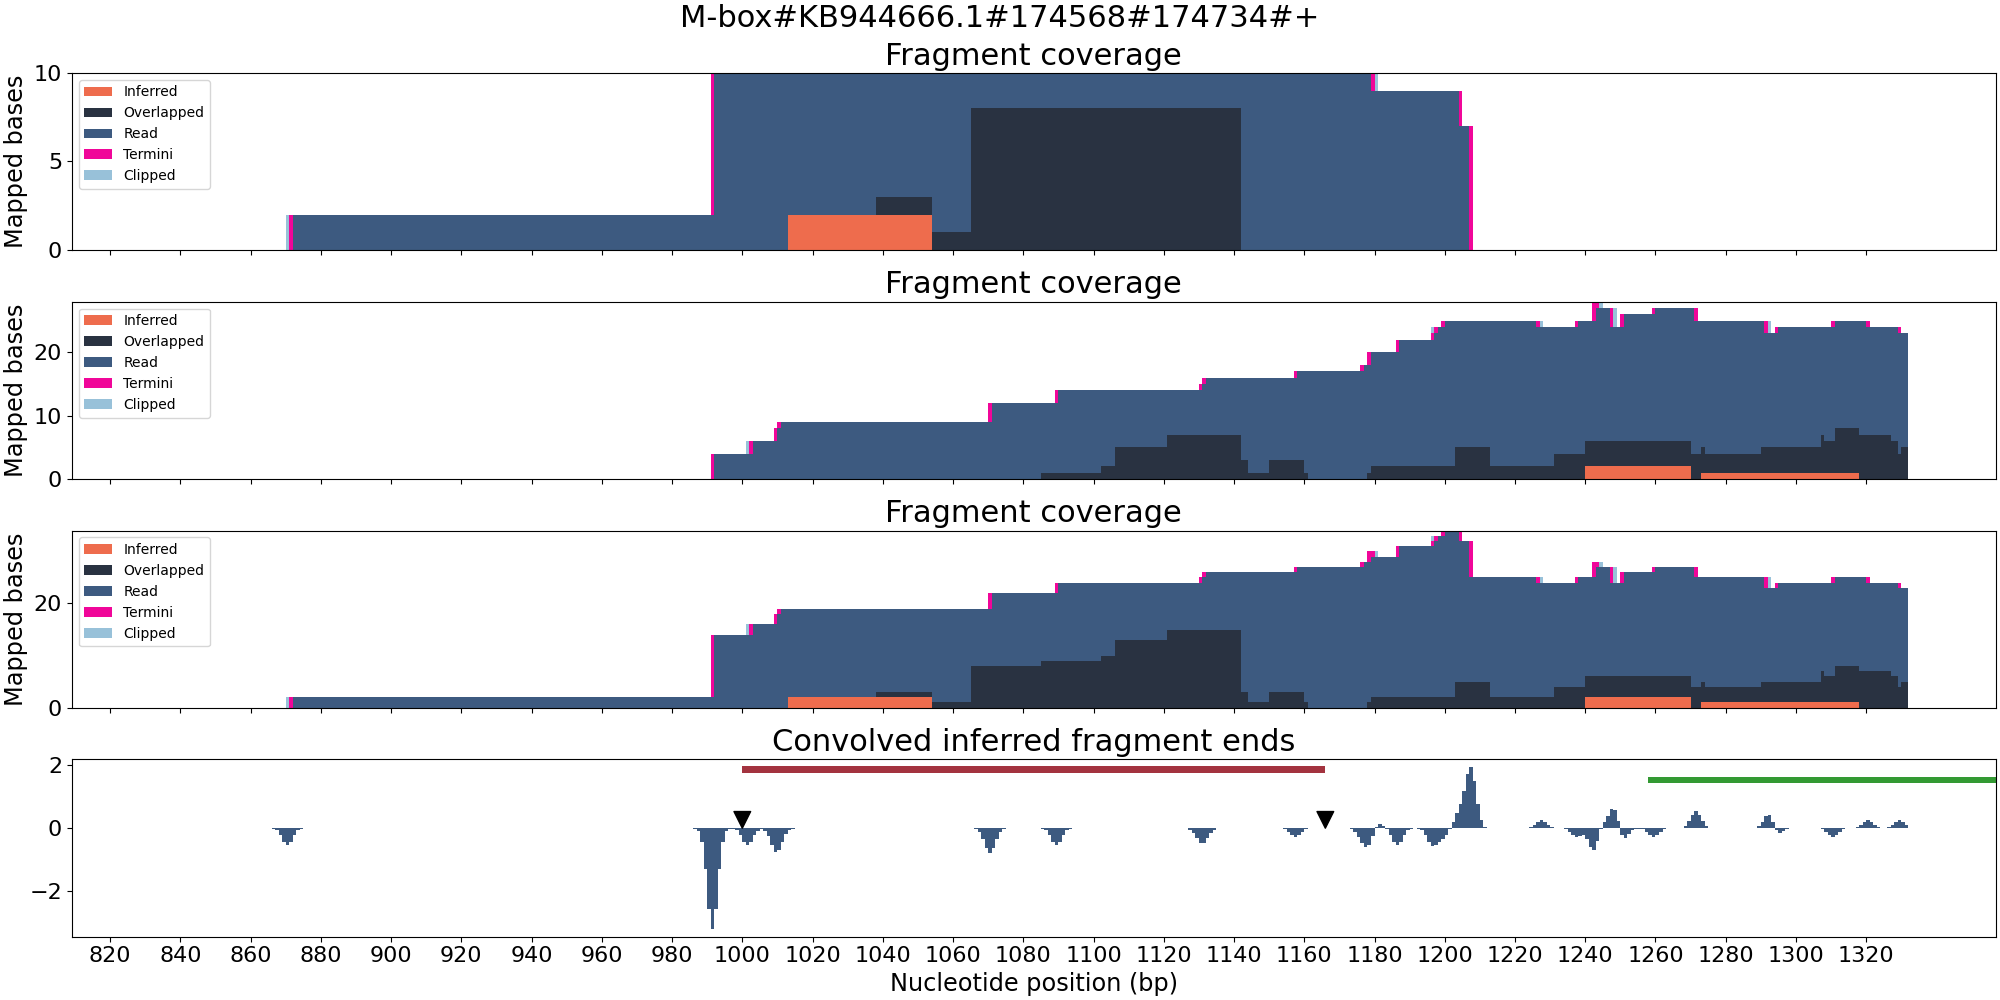 M-box#KB944666.1#174568#174734#+
Fragment coverage
Mapped bases
10
5
0
Inferred
Overlapped
Read
Termini
Clipped
Fragment coverage
Mapped bases
20
10
0
Inferred
Overlapped
Read
Termini
Clipped
Fragment coverage
Mapped bases
20
0
Inferred
Overlapped
Read
Termini
Clipped
Convolved inferred fragment ends
2
0
−2
820 840 860 880 900 920 940 960 980 1000 1020 1040 1060 1080 1100 1120 1140 1160 1180 1200 1220 1240 1260 1280 1300 1320
Nucleotide position (bp)